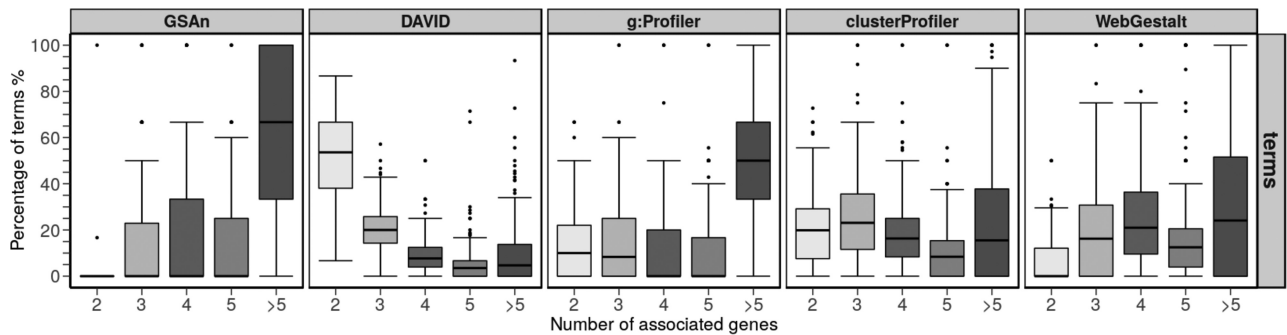 GSAn DAVID g:Profiler clusterProfiler WebGestalt
Percentage of terms %
100
80
60
40
20
0
terms
2 3 4 5 >5 2 3 4 5 >5 2 3 4 5 >5 2 3 4 5 >5 2 3 4 5 >5
Number of associated genes